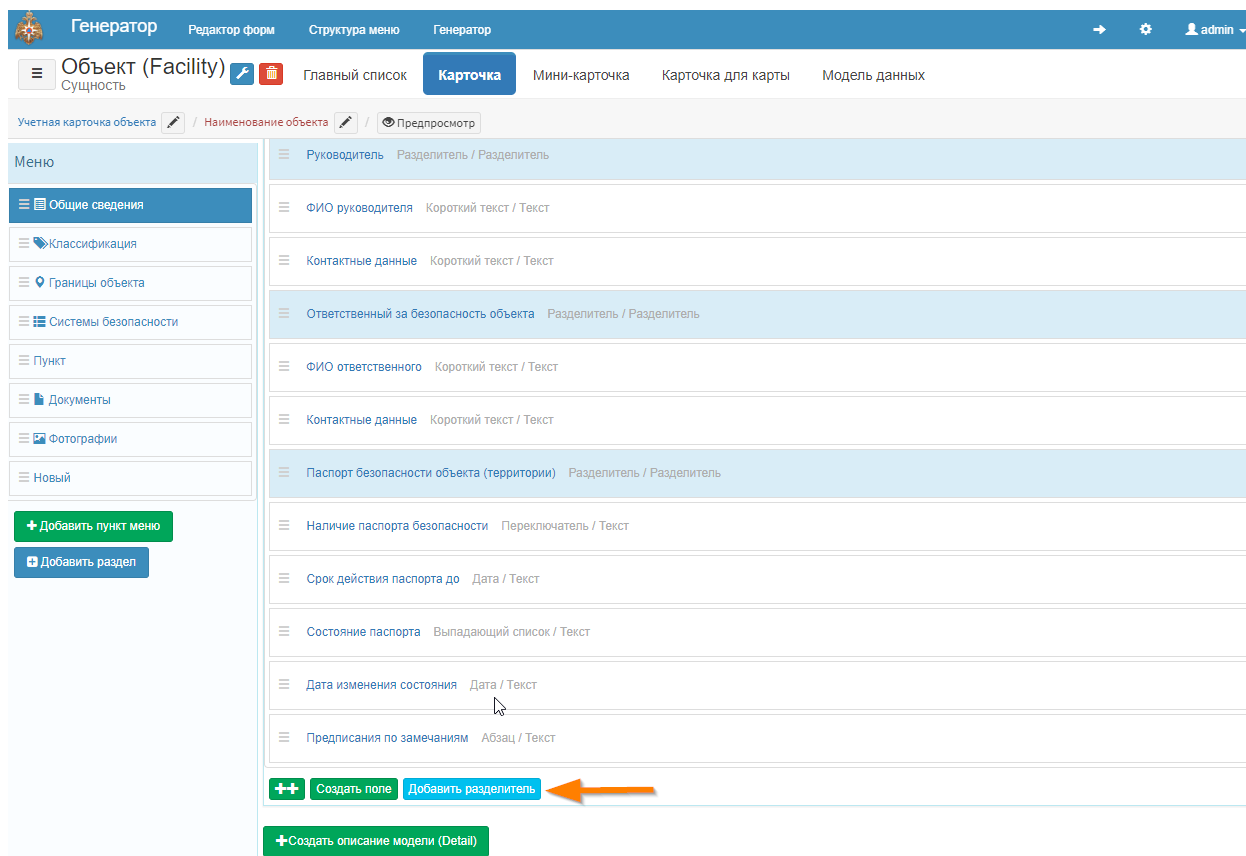 Генератор Редактор форм Структура меню Генератор admin
Объект (Facility)
Сущность
Главный список Карточка Мини-карточка Карточка для карты Модель данных
Учетная карточка объекта / Наименование объекта / Предпросмотр
Меню
Общие сведения
Классификация
Границы объекта
Системы безопасности
Пункт
Документы
Фотографии
Новый
Добавить пункт меню
Добавить раздел
Руководитель Разделитель / Разделитель
ФИО руководителя Короткий текст / Текст
Контактные данные Короткий текст / Текст
Ответственный за безопасность объекта Разделитель / Разделитель
ФИО ответственного Короткий текст / Текст
Контактные данные Короткий текст / Текст
Паспорт безопасности объекта (территории) Разделитель / Разделитель
Наличие паспорта безопасности Переключатель / Текст
Срок действия паспорта до Дата / Текст
Состояние паспорта Выпадающий список / Текст
Дата изменения состояния Дата / Текст
Предписания по замечаниям Абзац / Текст
Создать поле Добавить разделитель
Создать описание модели (Detail)